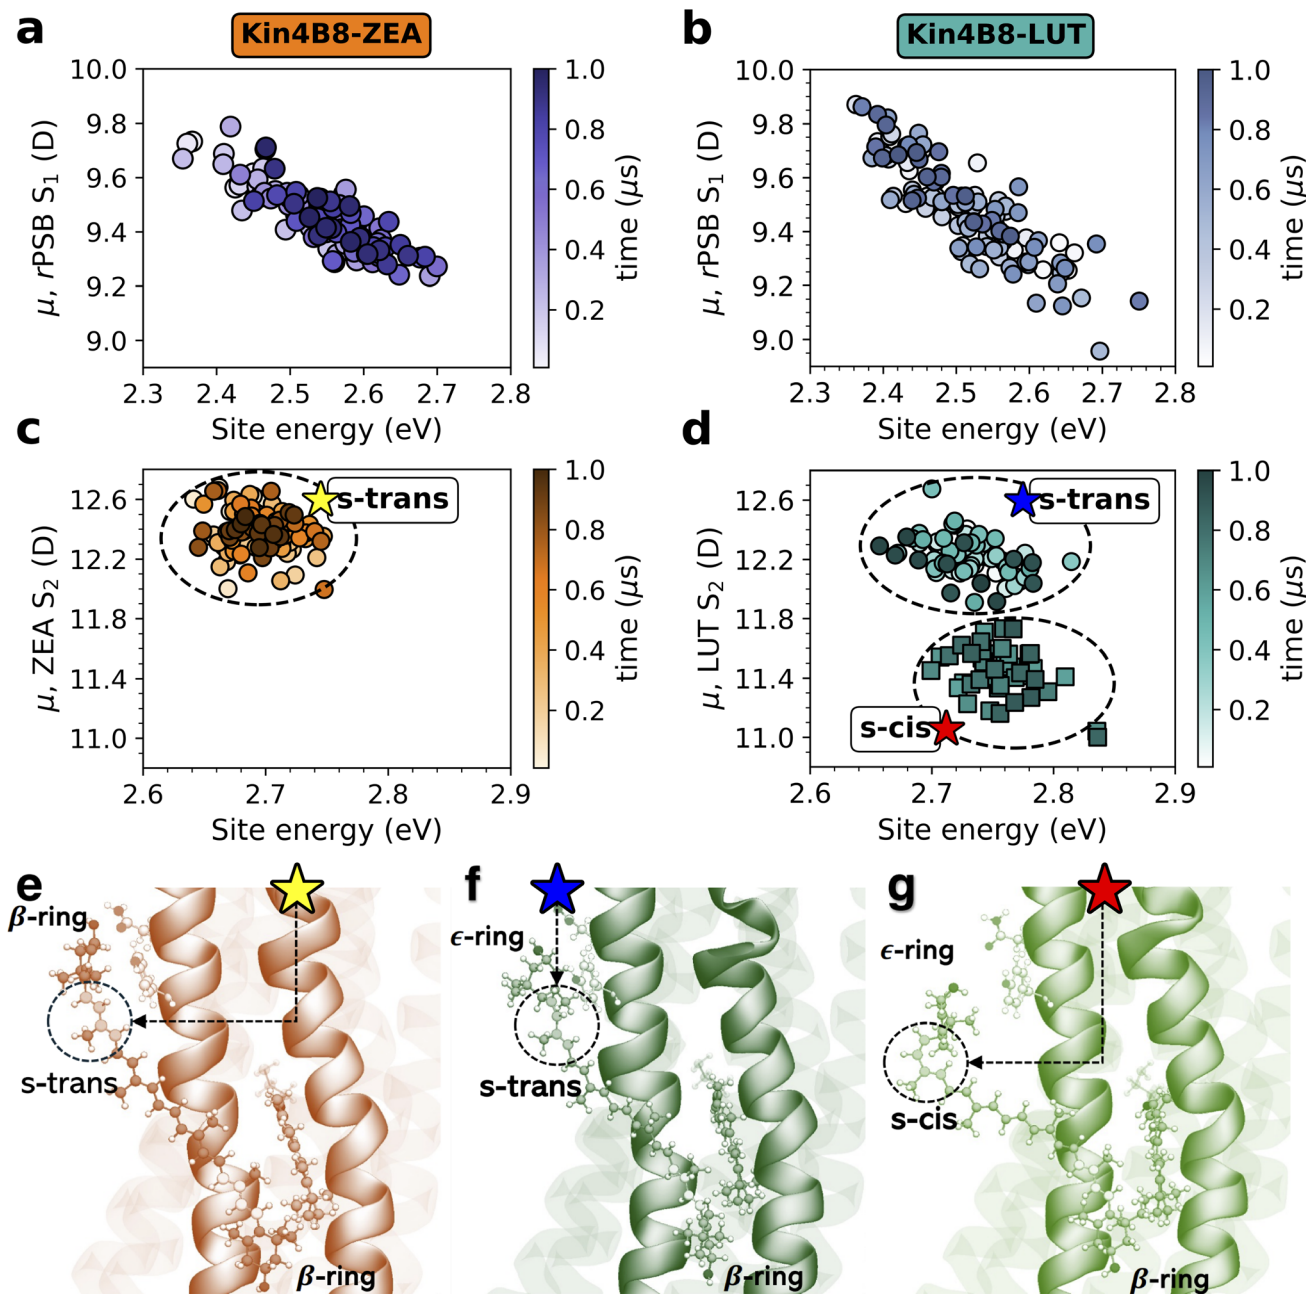 a
Kin4B8-ZEA
b
Kin4B8-LUT
10.0
9.8
9.6
9.4
9.2
9.0
μ, rPSB S₁ (D)
2.3 2.4 2.5 2.6 2.7 2.8
Site energy (eV)
1.0
0.8
0.6
0.4
0.2
time (μs)
10.0
9.8
9.6
9.4
9.2
9.0
μ, rPSB S₁ (D)
2.3 2.4 2.5 2.6 2.7 2.8
Site energy (eV)
1.0
0.8
0.6
0.4
0.2
time (μs)
c
12.6
12.2
11.8
11.4
11.0
μ, ZEA S₂ (D)
s-trans
2.6 2.7 2.8 2.9
Site energy (eV)
1.0
0.8
0.6
0.4
0.2
time (μs)
d
12.6
12.2
11.8
11.4
11.0
μ, LUT S₂ (D)
s-trans
s-cis
2.6 2.7 2.8 2.9
Site energy (eV)
1.0
0.8
0.6
0.4
0.2
time (μs)
e
β-ring
s-trans
β-ring
f
ϵ-ring
s-trans
β-ring
g
ϵ-ring
s-cis
β-ring